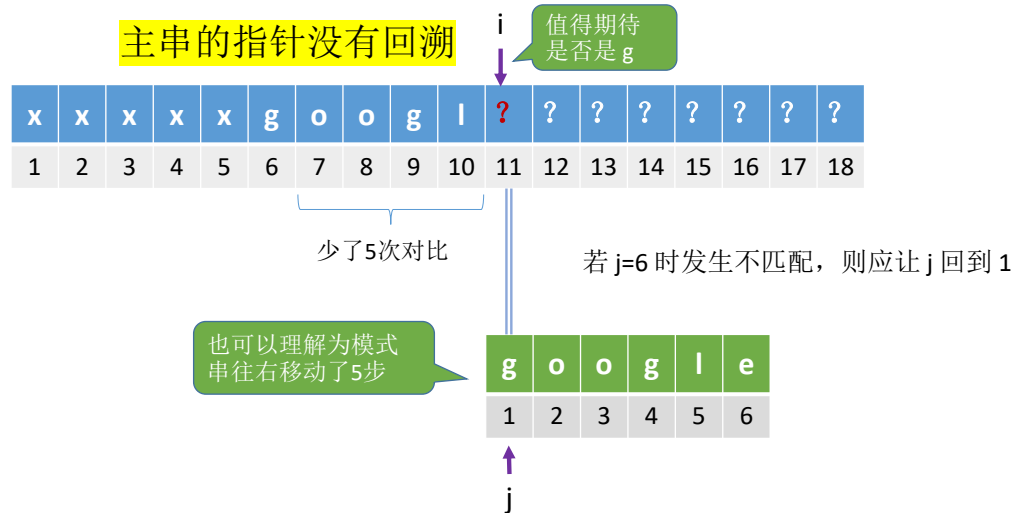 主串的指针没有回溯
i
值得期待
是否是 g
x x x x x g o o g l ? ? ? ? ? ? ? ?
1 2 3 4 5 6 7 8 9 10 11 12 13 14 15 16 17 18
少了5次对比
若 j=6 时发生不匹配，则应让 j 回到 1
也可以理解为模式
串往右移动了5步
g o o g l e
1 2 3 4 5 6
j